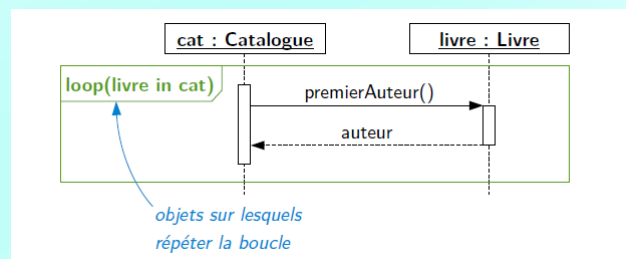 cat : Catalogue
livre : Livre
loop(livre in cat)
premierAuteur()
auteur
objets sur lesquels
répéter la boucle